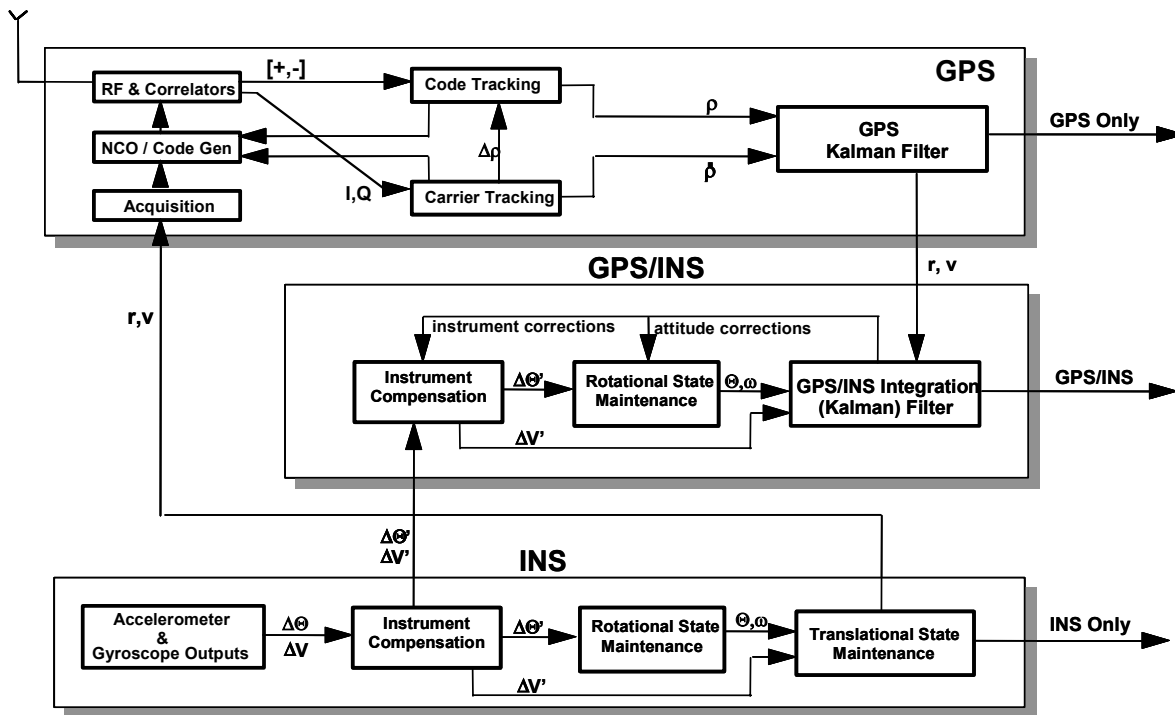 GPS
[+,-]
RF & Correlators
Code Tracking
ρ
GPS
Kalman Filter
GPS Only
NCO / Code Gen
Δρ
ρ̇
I,Q
Carrier Tracking
Acquisition
r,v
r, v
GPS/INS
instrument corrections
attitude corrections
Instrument
Compensation
ΔΘ'
Rotational State
Maintenance
Θ,ω
GPS/INS Integration
(Kalman) Filter
GPS/INS
ΔV'
ΔΘ'
ΔV'
INS
Accelerometer
&
Gyroscope Outputs
ΔΘ
ΔV
Instrument
Compensation
ΔΘ'
Rotational State
Maintenance
Θ,ω
Translational State
Maintenance
INS Only
ΔV'